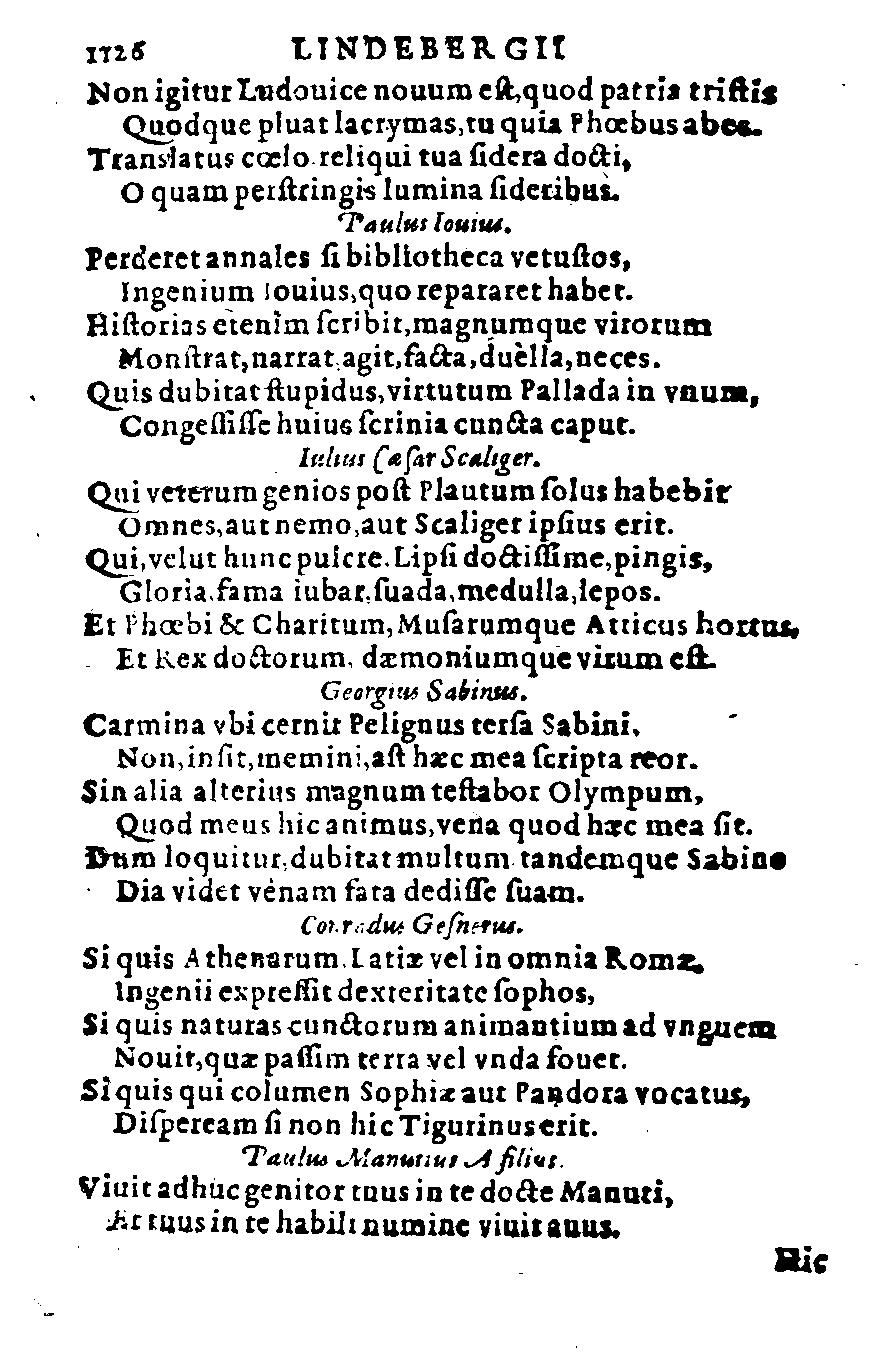 1726 LINDEBERGII
Non igitur Ludouice nouum eſt, quod patria triſtis
Quodque pluat lacrymas, tu quia Phœbus abes.
Translatus cœlo reliqui tua ſidera docti,
O quam perſtringis lumina ſideribus.
Paulus Iouius.
Perderet annales ſi bibliotheca vetuſtos,
Ingenium Iouius, quo repararet habet.
Hiſtorias etenim ſcribit, magnumque virorum
Monſtrat, narrat, agit, facta, duella, neces.
Quis dubitat ſtupidus, virtutum Pallada in vnum,
Congeſſiſſe huius ſcrinia cuncta caput.
Iulius Cæſar Scaliger.
Qui veterum genios poſt Plautum ſolus habebit
Omnes, aut nemo, aut Scaliger ipſius erit.
Qui, velut hunc pulcre. Lipſi doctiſſime, pingis,
Gloria, fama iubar, ſuada, medulla, lepos.
Et Phœbi & Charitum, Muſarumque Atticus hortus,
Et Rex doctorum, dæmoniumque virum eſt.
Georgius Sabinus.
Carmina vbi cernit Pelignus terſa Sabini,
Non, inſit, memini, aſt hæc mea ſcripta reor.
Sin alia alterius magnum teſtabor Olympum,
Quod meus hic animus, vena quod hæc mea ſit.
Dum loquitur, dubitat multum tandemque Sabino
Dia videt venam fata dediſſe ſuam.
Conradus Geſnerus.
Si quis Athenarum. Latiæ vel in omnia Romæ,
Ingenii expreſſit dexteritate ſophos,
Si quis naturas cunctorum animantium ad vnguem
Nouit, quæ paſſim terra vel vnda fouet.
Si quis qui columen Sophiæ aut Pandora vocatus,
Diſpeream ſi non hic Tigurinus erit.
Paulus Manutius A filius.
Viuit adhuc genitor tuus in te docte Manuti,
At tuus in te habili numine viuit auus.
Hic